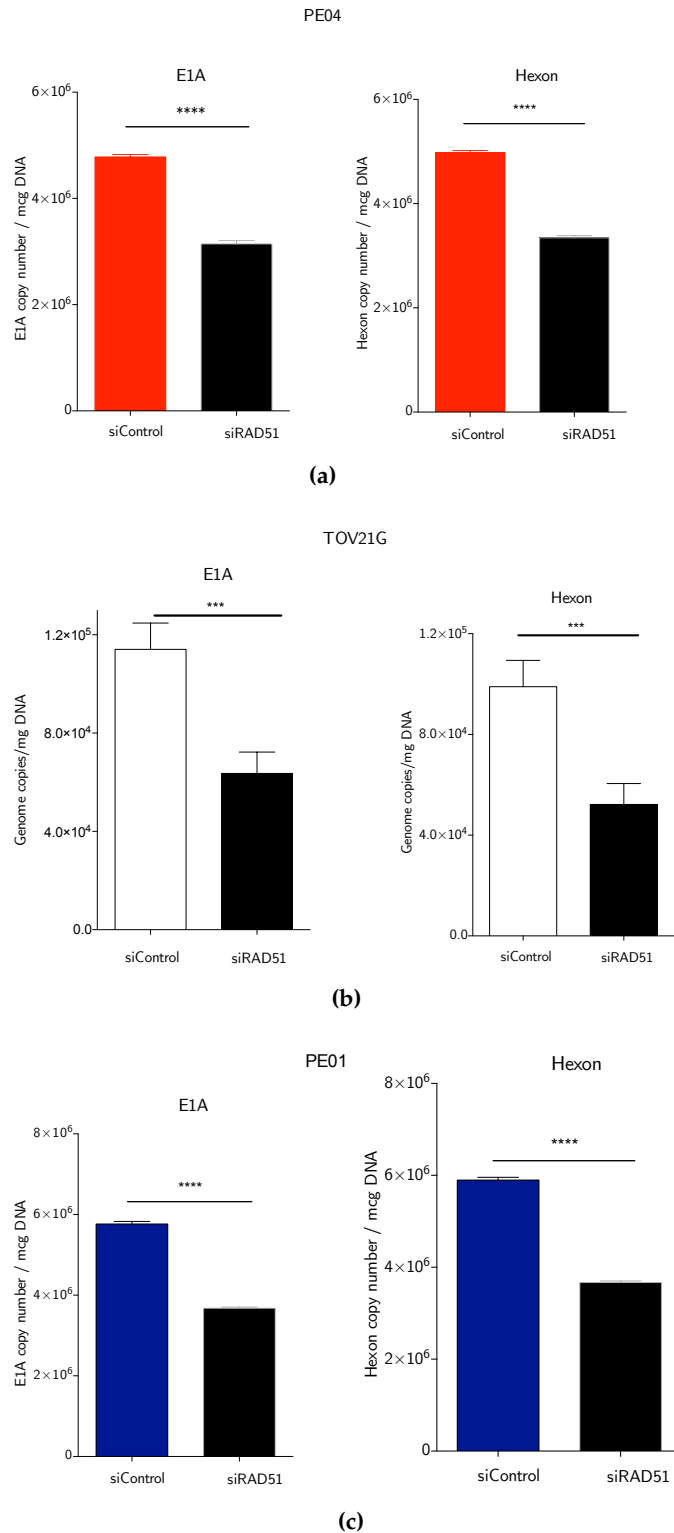 PE04
E1A
6×10⁶
4×10⁶
2×10⁶
0
E1A copy number / mcg DNA
****
siControl
siRAD51
Hexon
6×10⁶
4×10⁶
2×10⁶
0
Hexon copy number / mcg DNA
****
siControl
siRAD51
(a)
TOV21G
E1A
1.2×10⁵
8.0×10⁴
4.0×10⁴
0.0
Genome copies/mg DNA
***
siControl
siRAD51
Hexon
1.2×10⁵
8.0×10⁴
4.0×10⁴
0.0
Genome copies/mg DNA
***
siControl
siRAD51
(b)
PE01
E1A
8×10⁶
6×10⁶
4×10⁶
2×10⁶
0
E1A copy number / mcg DNA
****
siControl
siRAD51
Hexon
8×10⁶
6×10⁶
4×10⁶
2×10⁶
0
Hexon copy number / mcg DNA
****
siControl
siRAD51
(c)